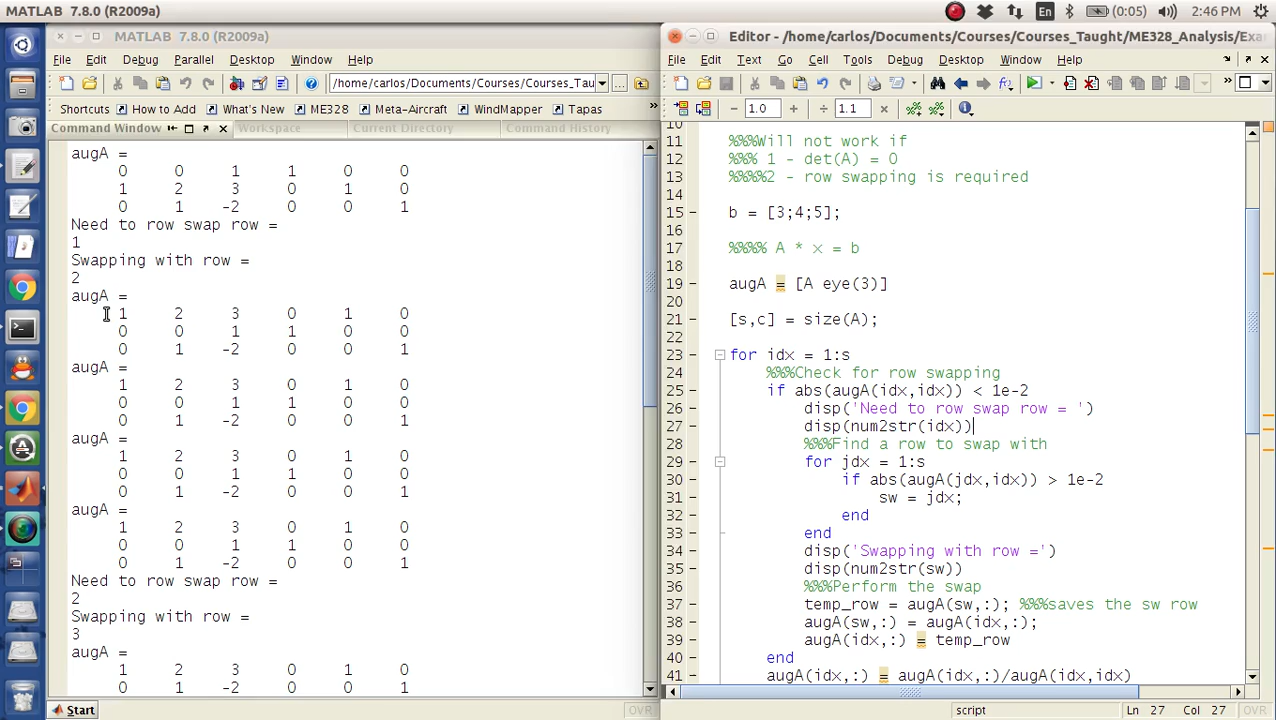 MATLAB 7.8.0 (R2009a)
En
(0:05)
2:46 PM
MATLAB 7.8.0 (R2009a)
File Edit Debug Parallel Desktop Window Help
/home/carlos/Documents/Courses/Courses_Tau
Shortcuts How to Add What's New ME328 Meta-Aircraft WindMapper Tapas
Command Window Workspace Current Directory Command History
augA =
0 0 1 1 0 0
1 2 3 0 1 0
0 1 -2 0 0 1
Need to row swap row =
1
Swapping with row =
2
augA =
1 2 3 0 1 0
0 0 1 1 0 0
0 1 -2 0 0 1
augA =
1 2 3 0 1 0
0 0 1 1 0 0
0 1 -2 0 0 1
augA =
1 2 3 0 1 0
0 0 1 1 0 0
0 1 -2 0 0 1
augA =
1 2 3 0 1 0
0 0 1 1 0 0
0 1 -2 0 0 1
Need to row swap row =
2
Swapping with row =
3
augA =
1 2 3 0 1 0
0 1 -2 0 0 1
Start
OVR
Editor - /home/carlos/Documents/Courses/Courses_Taught/ME328_Analysis/Exa
File Edit Text Go Cell Tools Debug Desktop Window Help
1.0
1.1
10
11 %%%Will not work if
12 %%% 1 - det(A) = 0
13 %%%%2 - row swapping is required
14
15 b = [3;4;5];
16
17 %%%% A * x = b
18
19 augA = [A eye(3)]
20
21 [s,c] = size(A);
22
23 for idx = 1:s
24 %%%Check for row swapping
25 if abs(augA(idx,idx)) < 1e-2
26 disp('Need to row swap row = ')
27 disp(num2str(idx))
28 %%%Find a row to swap with
29 for jdx = 1:s
30 if abs(augA(jdx,idx)) > 1e-2
31 sw = jdx;
32 end
33 end
34 disp('Swapping with row =')
35 disp(num2str(sw))
36 %%%Perform the swap
37 temp_row = augA(sw,:); %%%saves the sw row
38 augA(sw,:) = augA(idx,:);
39 augA(idx,:) = temp_row
40 end
41 augA(idx,:) = augA(idx,:)/augA(idx,idx)
script
Ln 27 Col 27
OVR